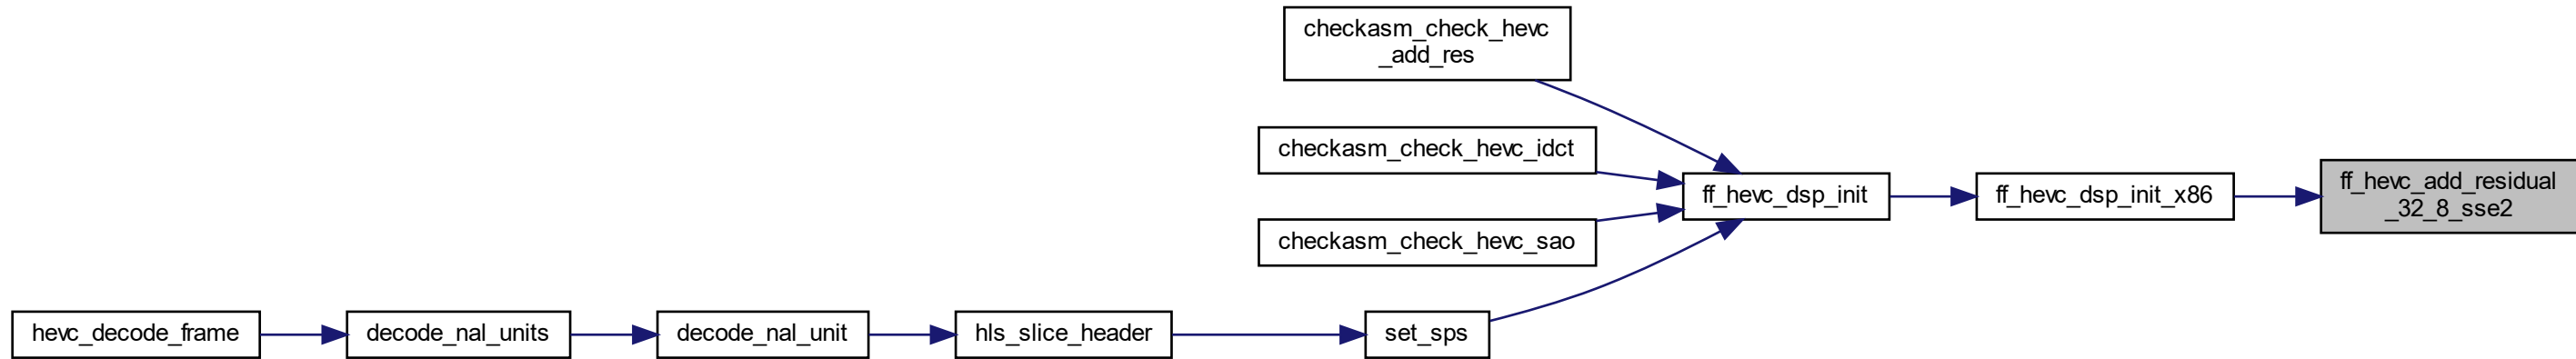 checkasm_check_hevc
_add_res
checkasm_check_hevc_idct
ff_hevc_add_residual
_32_8_sse2
ff_hevc_dsp_init
ff_hevc_dsp_init_x86
checkasm_check_hevc_sao
hevc_decode_frame
decode_nal_units
decode_nal_unit
hls_slice_header
set_sps